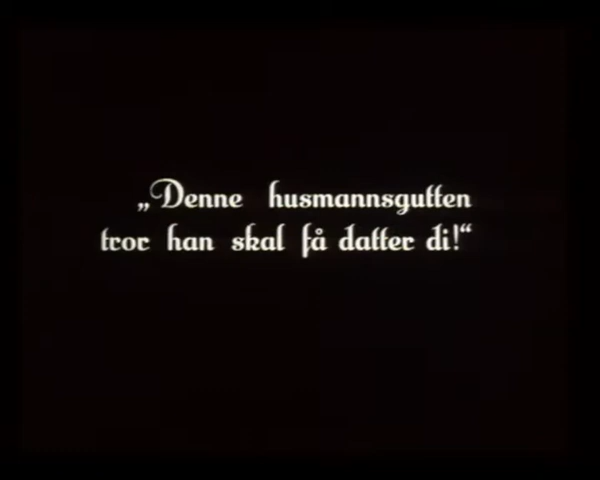 „Denne husmannsgutten
tror han skal få datter di!“